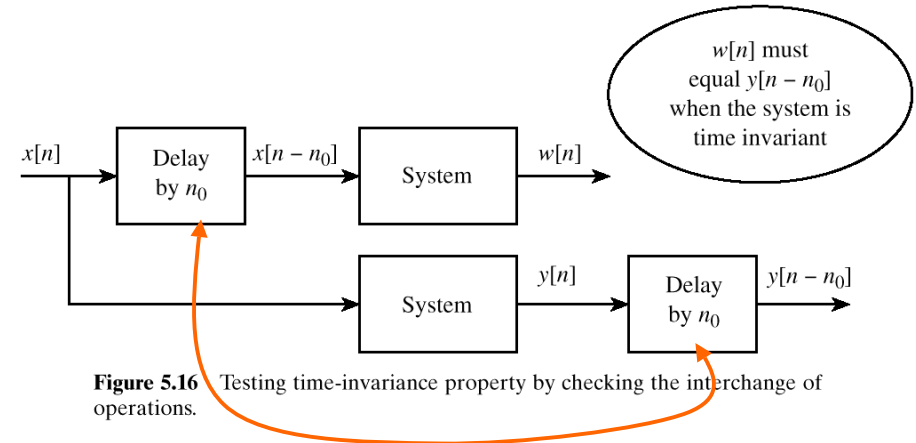 w[n] must
equal y[n − n0]
when the system is
time invariant
x[n]
Delay
by n0
x[n − n0]
System
w[n]
System
y[n]
Delay
by n0
y[n − n0]
Figure 5.16 Testing time-invariance property by checking the interchange of
operations.